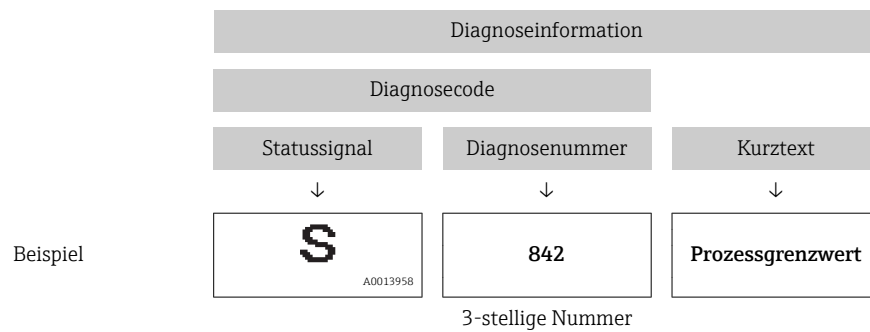 Diagnoseinformation
Diagnosecode
Statussignal Diagnosenummer Kurztext
↓ ↓ ↓
Beispiel S 842 Prozessgrenzwert
A0013958
3-stellige Nummer